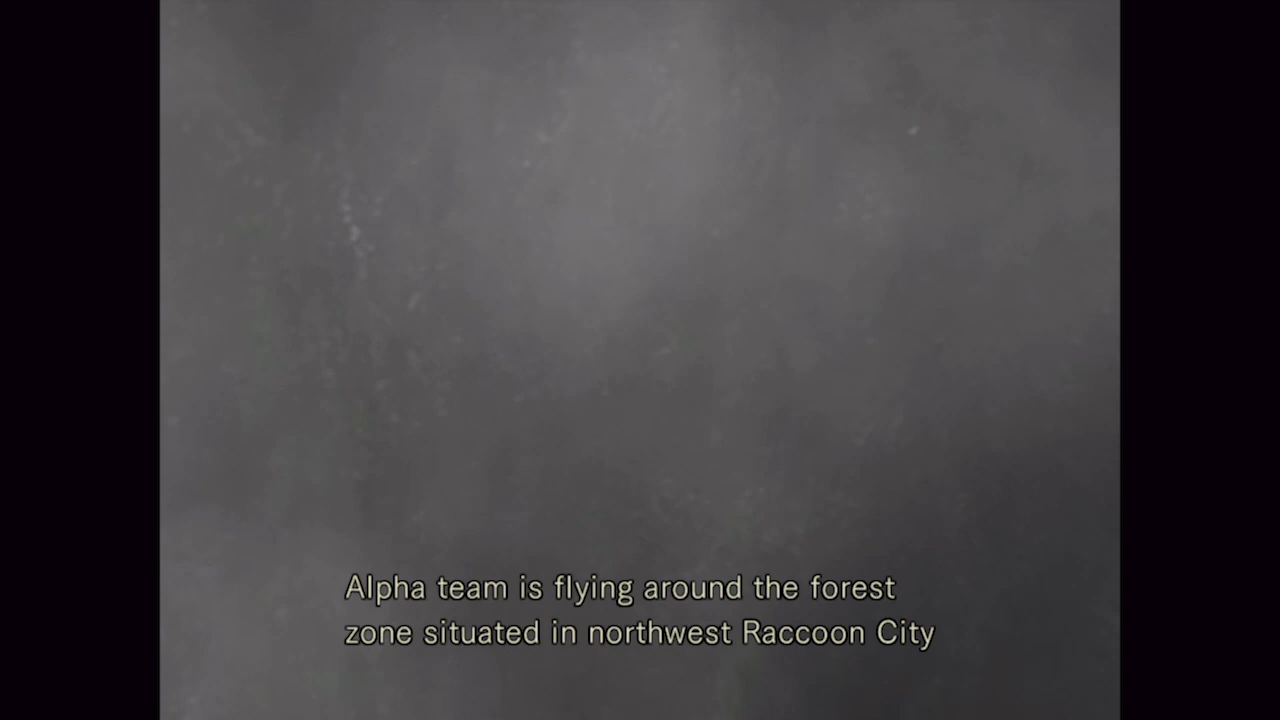 Alpha team is flying around the forest
zone situated in northwest Raccoon City